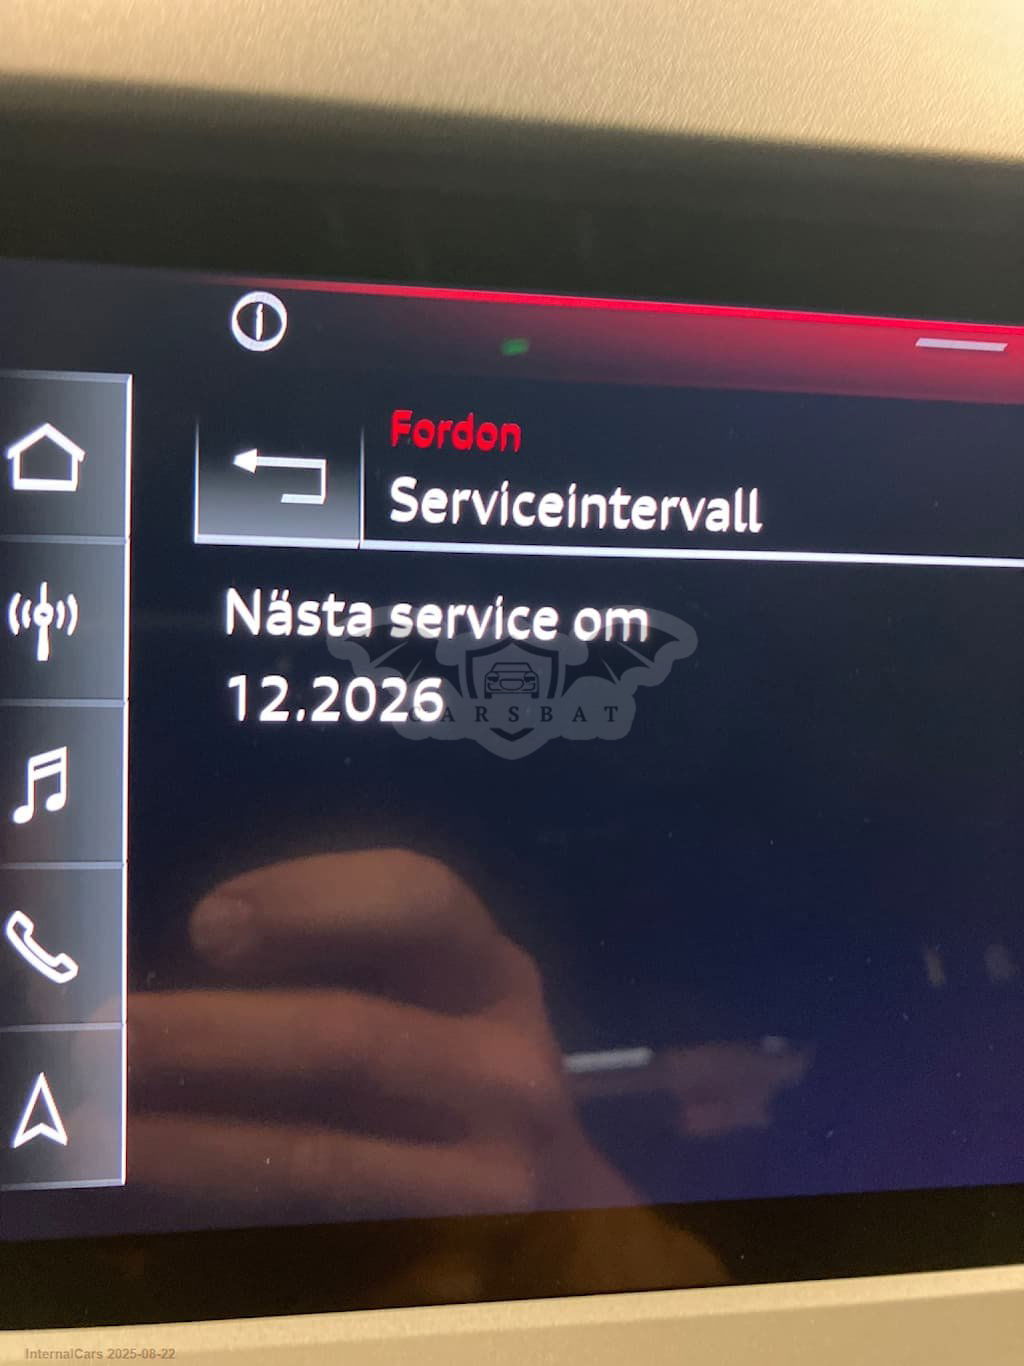 Fordon
Serviceintervall
Nästa service om
12.2026
CARSBAT
InternalCars 2025-08-22